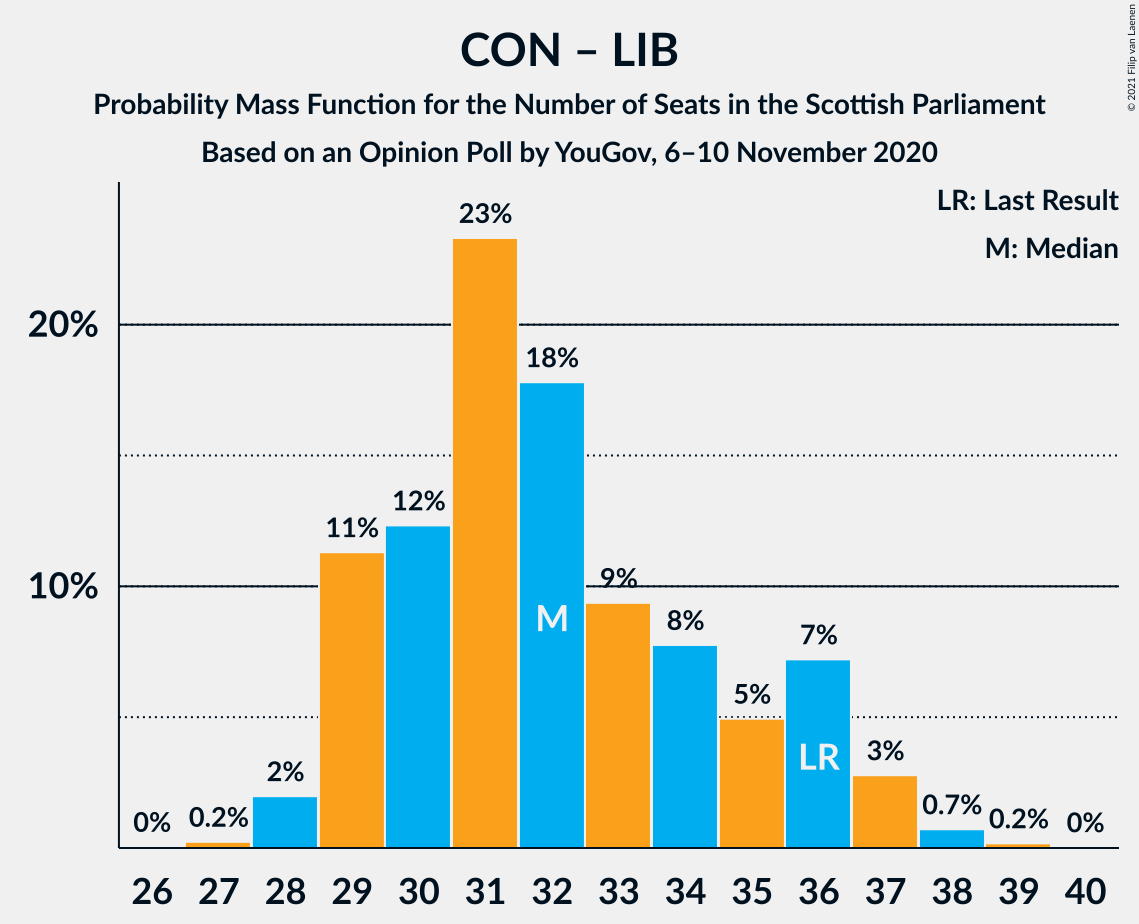 © 2021 Filip van Laenen
CON – LIB
Probability Mass Function for the Number of Seats in the Scottish Parliament
Based on an Opinion Poll by YouGov, 6–10 November 2020
LR: Last Result
M: Median
20%
10%
0%
0.2%
2%
11%
12%
23%
18%
9%
8%
5%
7%
3%
0.7%
0.2%
0%
M
LR
26 27 28 29 30 31 32 33 34 35 36 37 38 39 40